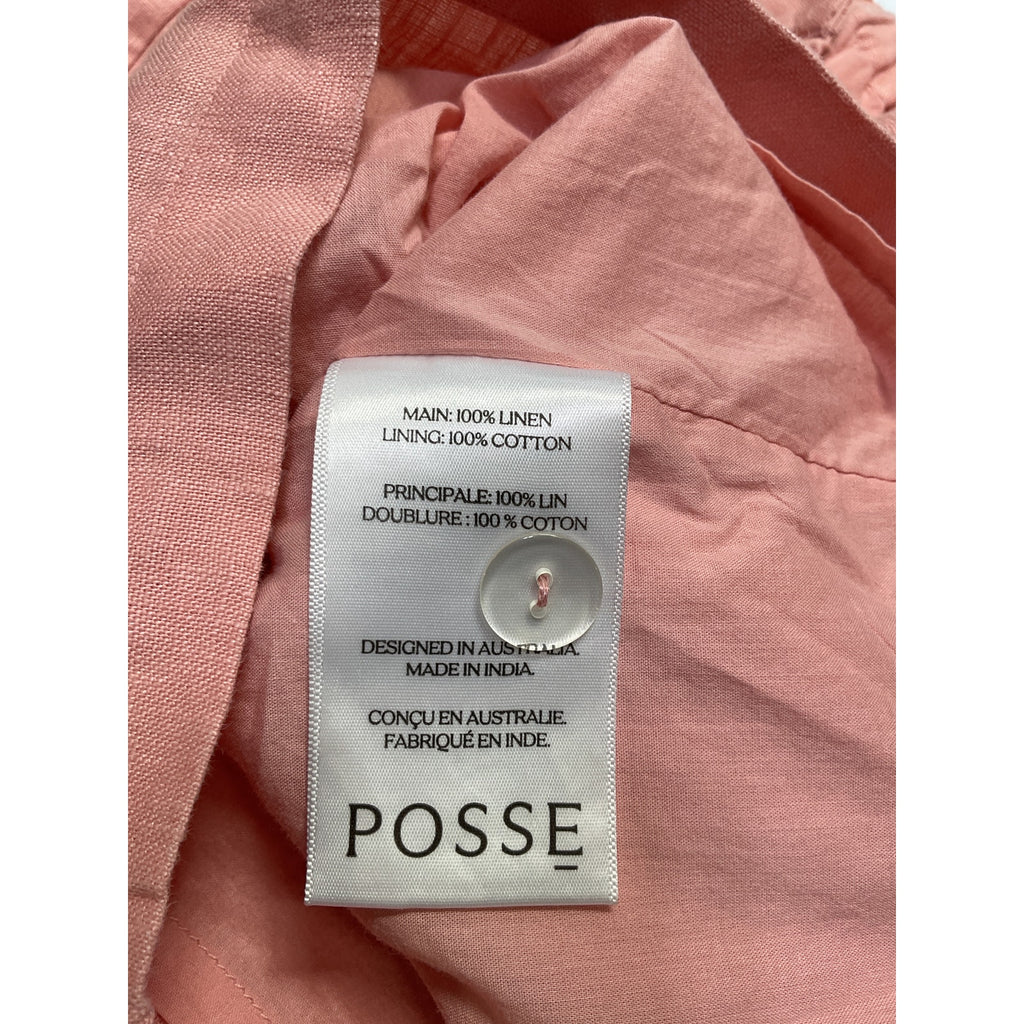 MAIN: 100% LINEN
LINING: 100% COTTON
PRINCIPALE: 100% LIN
DOUBLURE : 100 % COTON
DESIGNED IN AUSTRALIA.
MADE IN INDIA.
CONÇU EN AUSTRALIE.
FABRIQUÉ EN INDE.
POSSE